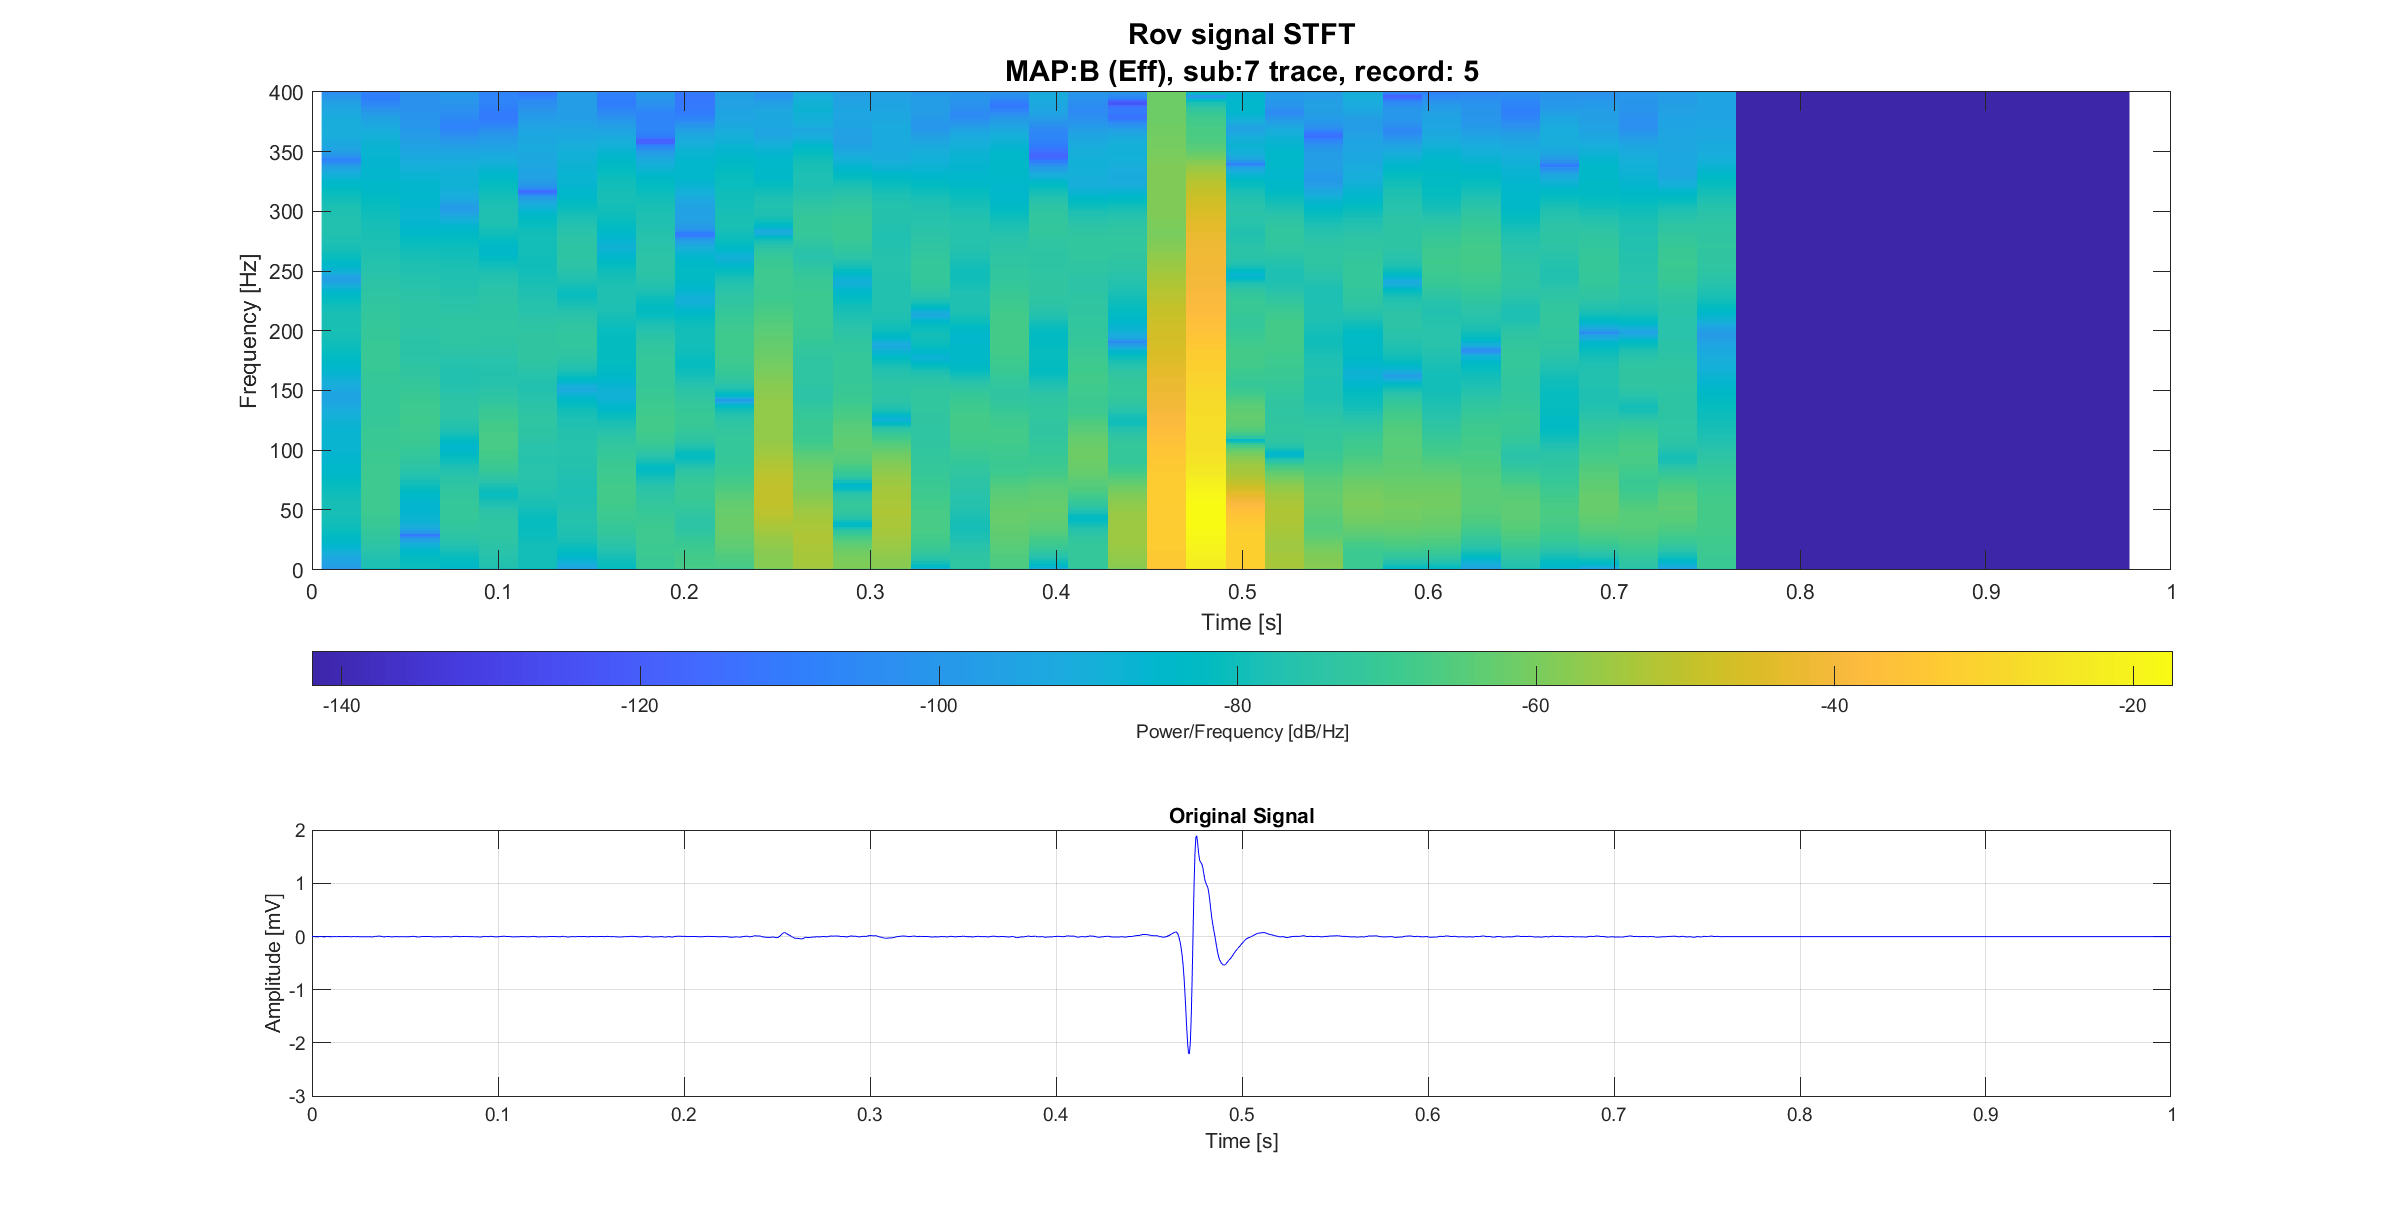 Rov signal STFT
MAP:B (Eff), sub:7 trace, record: 5
400
350
300
250
200
150
100
50
0
Frequency [Hz]
0 0.1 0.2 0.3 0.4 0.5 0.6 0.7 0.8 0.9 1
Time [s]
-140 -120 -100 -80 -60 -40 -20
Power/Frequency [dB/Hz]
Original Signal
2
1
0
-1
-2
-3
Amplitude [mV]
0 0.1 0.2 0.3 0.4 0.5 0.6 0.7 0.8 0.9 1
Time [s]